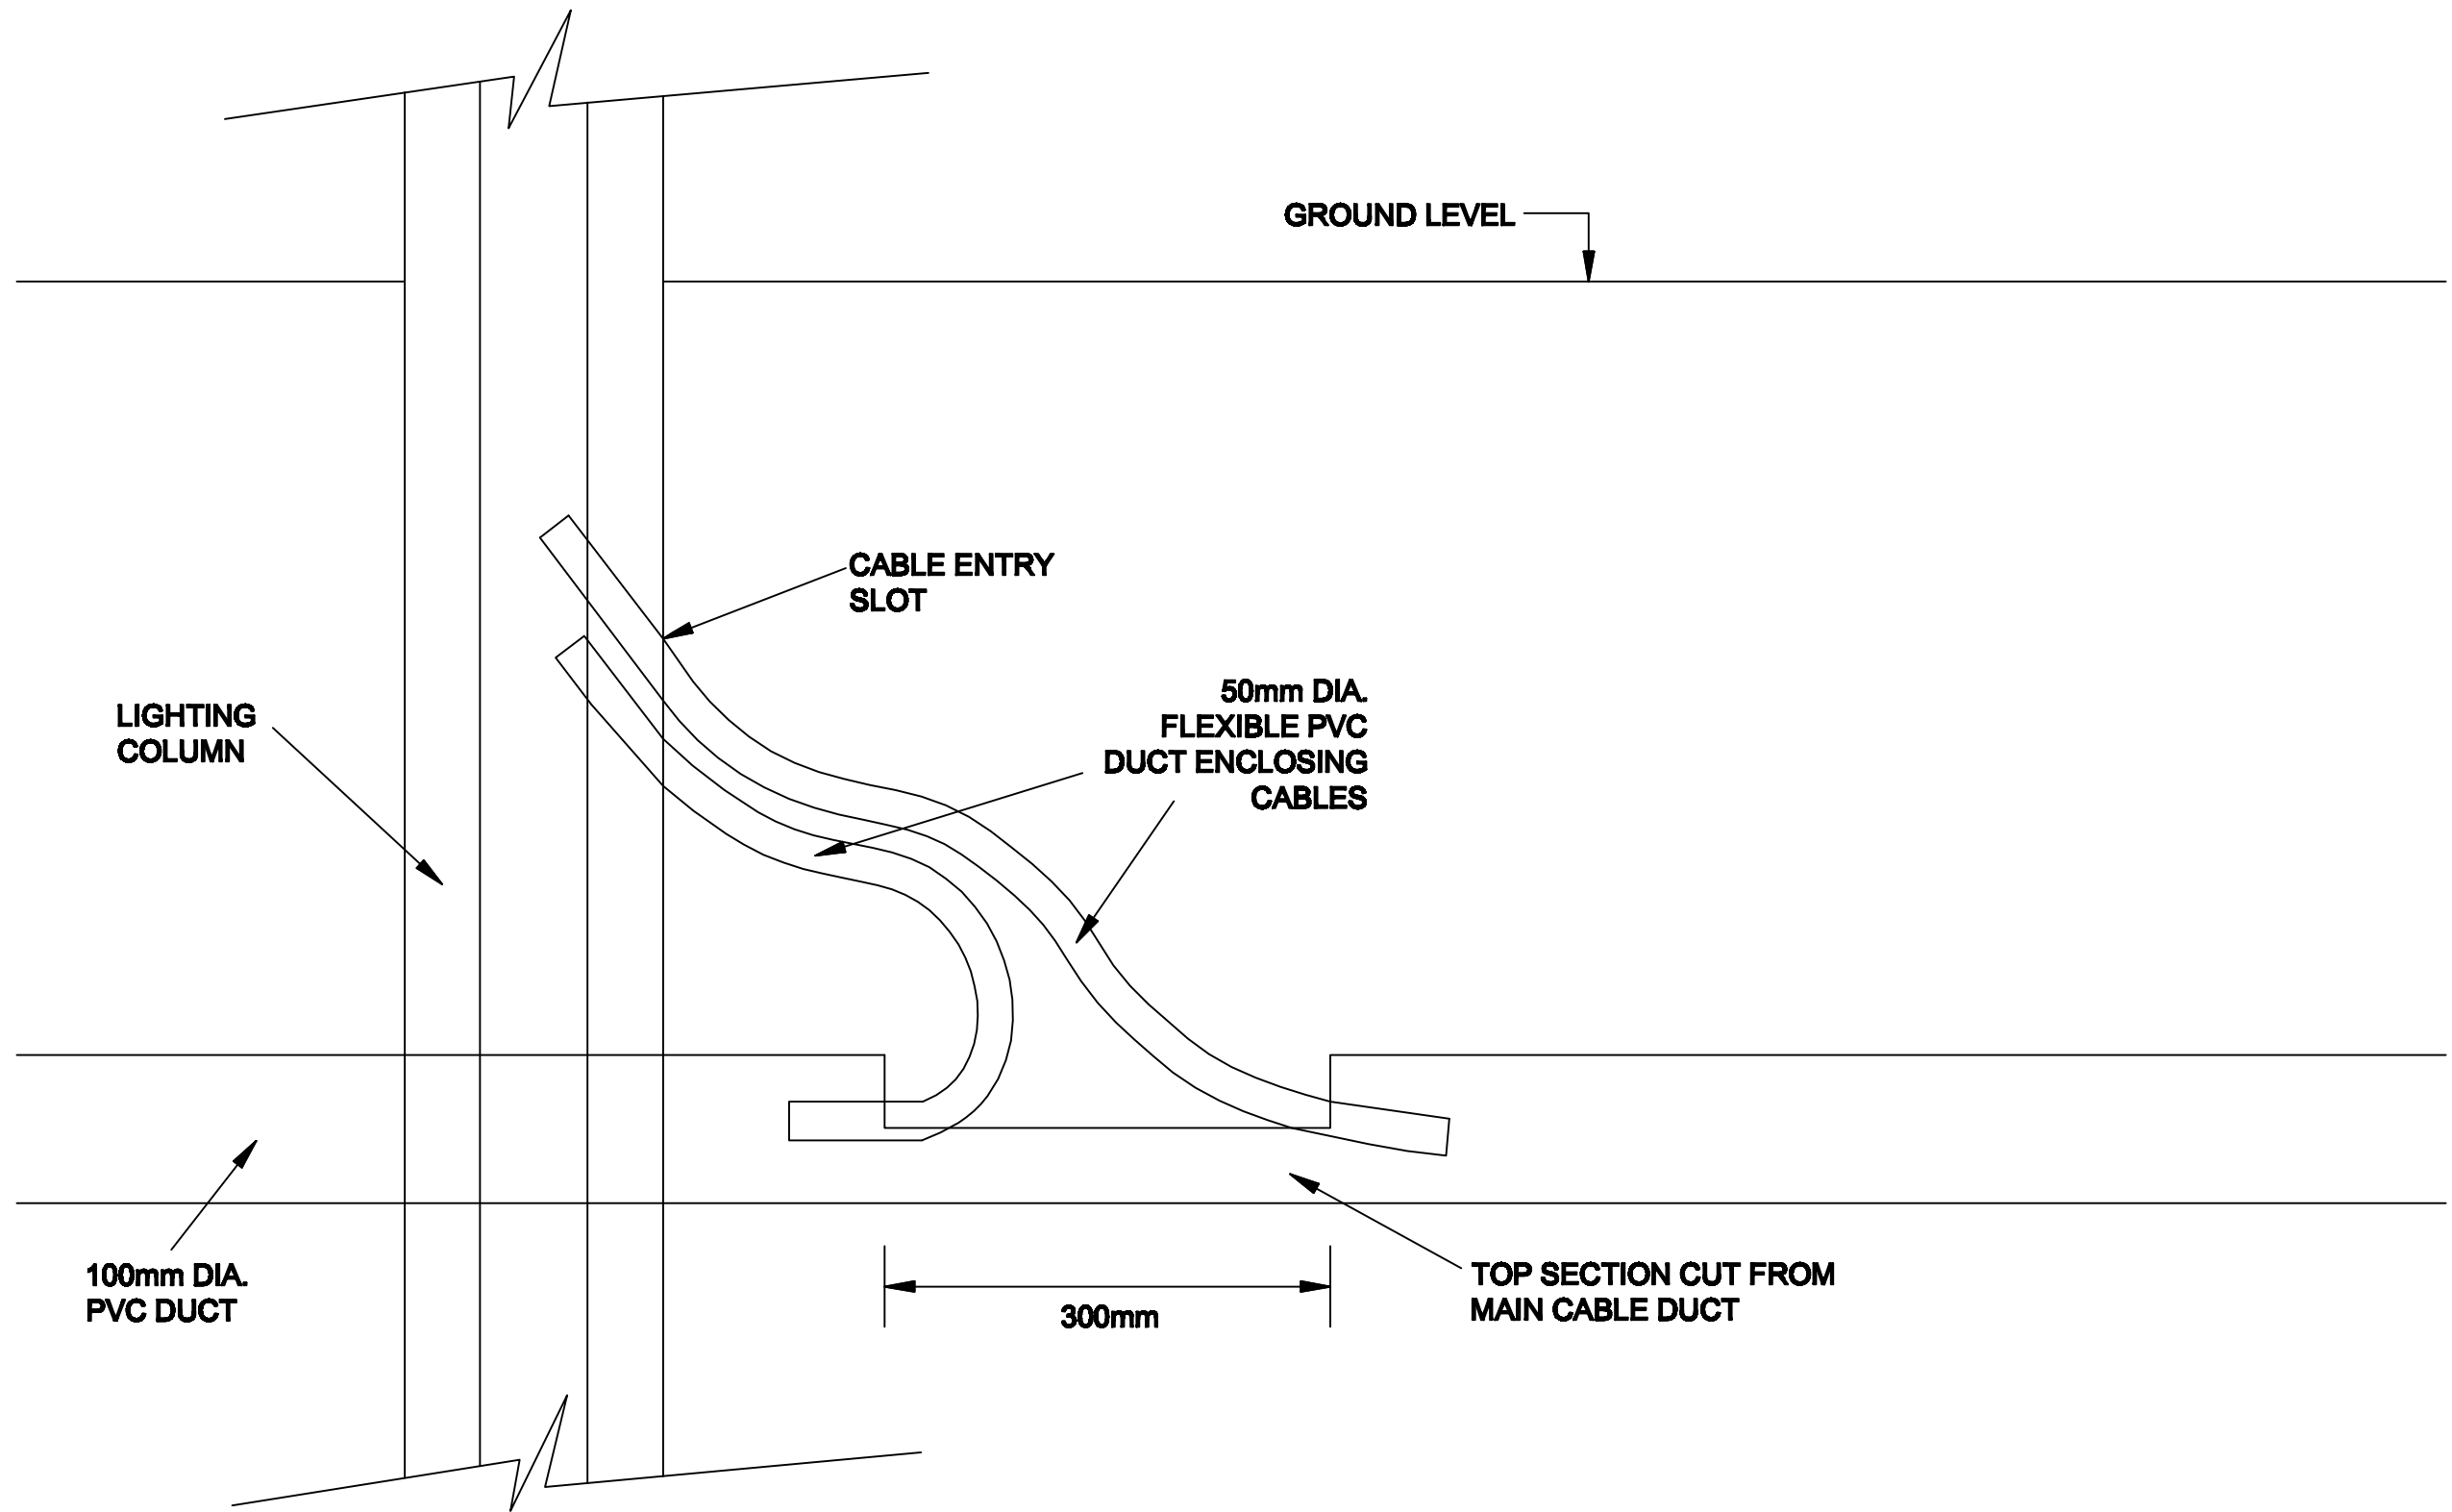 GROUND LEVEL
CABLE ENTRY
SLOT
50mm DIA.
FLEXIBLE PVC
DUCT ENCLOSING
CABLES
LIGHTING
COLUMN
100mm DIA.
PVC DUCT
300mm
TOP SECTION CUT FROM
MAIN CABLE DUCT